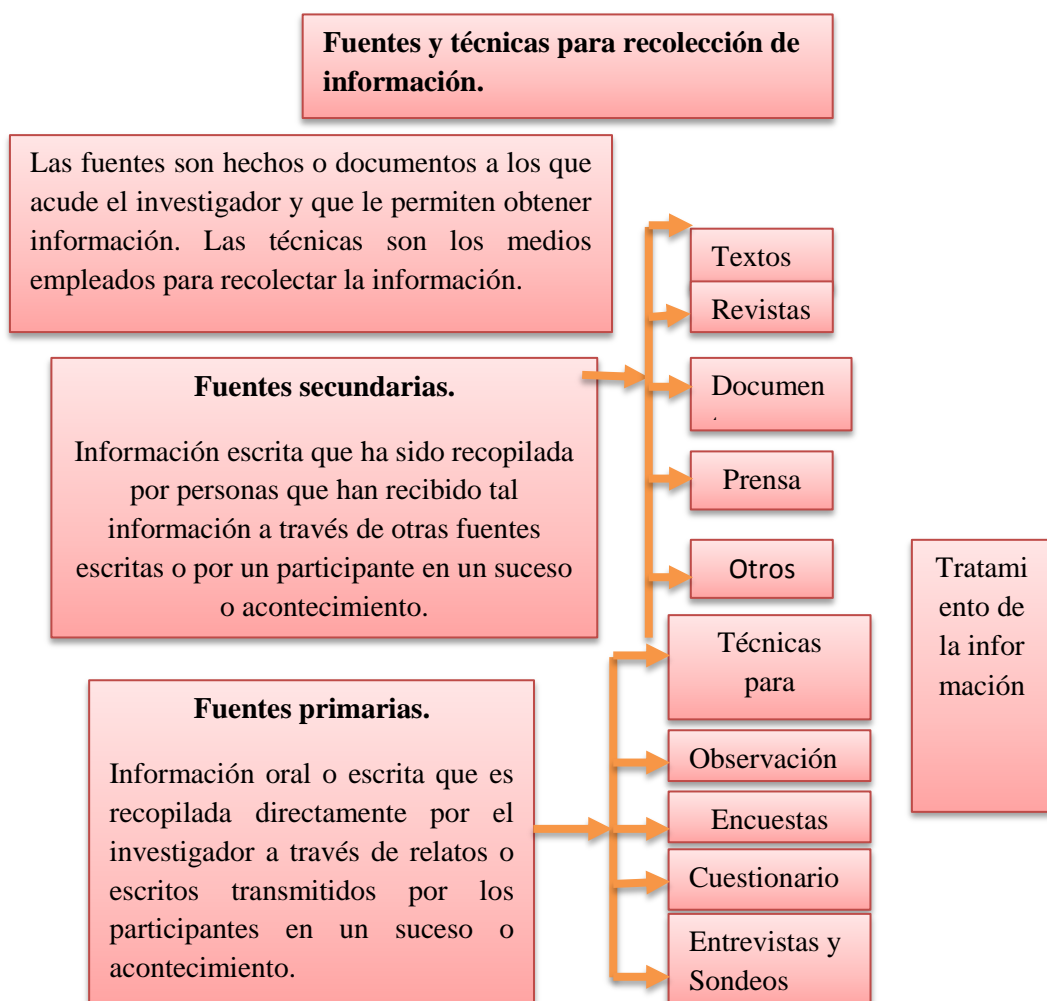 Fuentes y técnicas para recolección de
información.
Las fuentes son hechos o documentos a los que
acude el investigador y que le permiten obtener
información. Las técnicas son los medios
empleados para recolectar la información.
Textos
Revistas
Documen
Prensa
Otros
Fuentes secundarias.
Información escrita que ha sido recopilada
por personas que han recibido tal
información a través de otras fuentes
escritas o por un participante en un suceso
o acontecimiento.
Tratami
ento de
la infor
mación
Fuentes primarias.
Información oral o escrita que es
recopilada directamente por el
investigador a través de relatos o
escritos transmitidos por los
participantes en un suceso o
acontecimiento.
Técnicas
para
Observación
Encuestas
Cuestionario
Entrevistas y
Sondeos